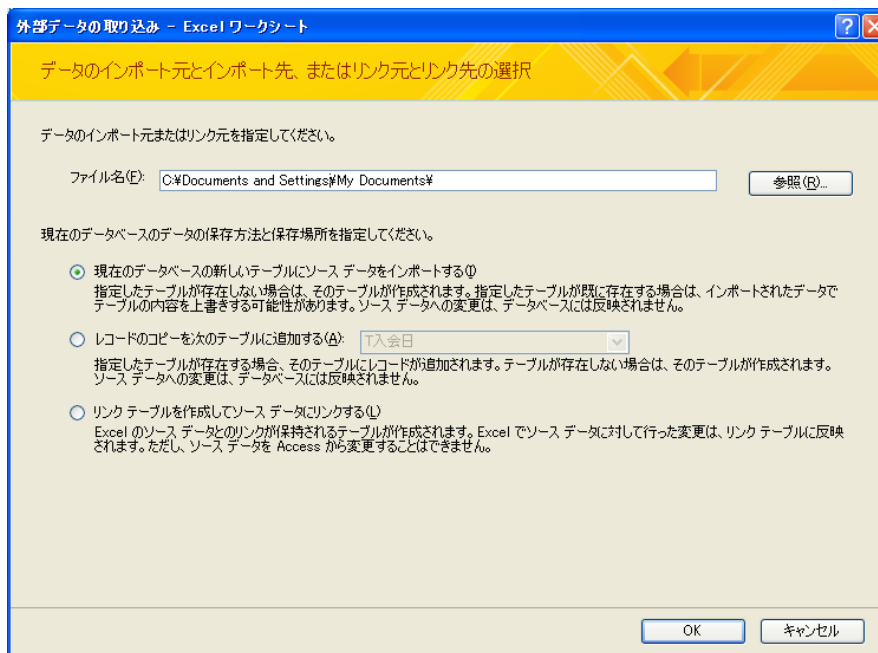 外部データの取り込み - Excel ワークシート
データのインポート元とインポート先、またはリンク元とリンク先の選択
データのインポート元またはリンク元を指定してください。
ファイル名(F): C:¥Documents and Settings¥My Documents¥ 参照(R)...
現在のデータベースのデータの保存方法と保存場所を指定してください。
現在のデータベースの新しいテーブルにソース データをインポートする(I)
指定したテーブルが存在しない場合は、そのテーブルが作成されます。指定したテーブルが既に存在する場合は、インポートされたデータで
テーブルの内容を上書きする可能性があります。ソース データへの変更は、データベースには反映されません。
レコードのコピーを次のテーブルに追加する(A): T入会日
指定したテーブルが存在する場合、そのテーブルにレコードが追加されます。テーブルが存在しない場合は、そのテーブルが作成されます。
ソース データへの変更は、データベースには反映されません。
リンク テーブルを作成してソース データにリンクする(L)
Excel のソース データとのリンクが保持されるテーブルが作成されます。Excel でソース データに対して行った変更は、リンク テーブルに反映
されます。ただし、ソース データを Access から変更することはできません。
OK キャンセル